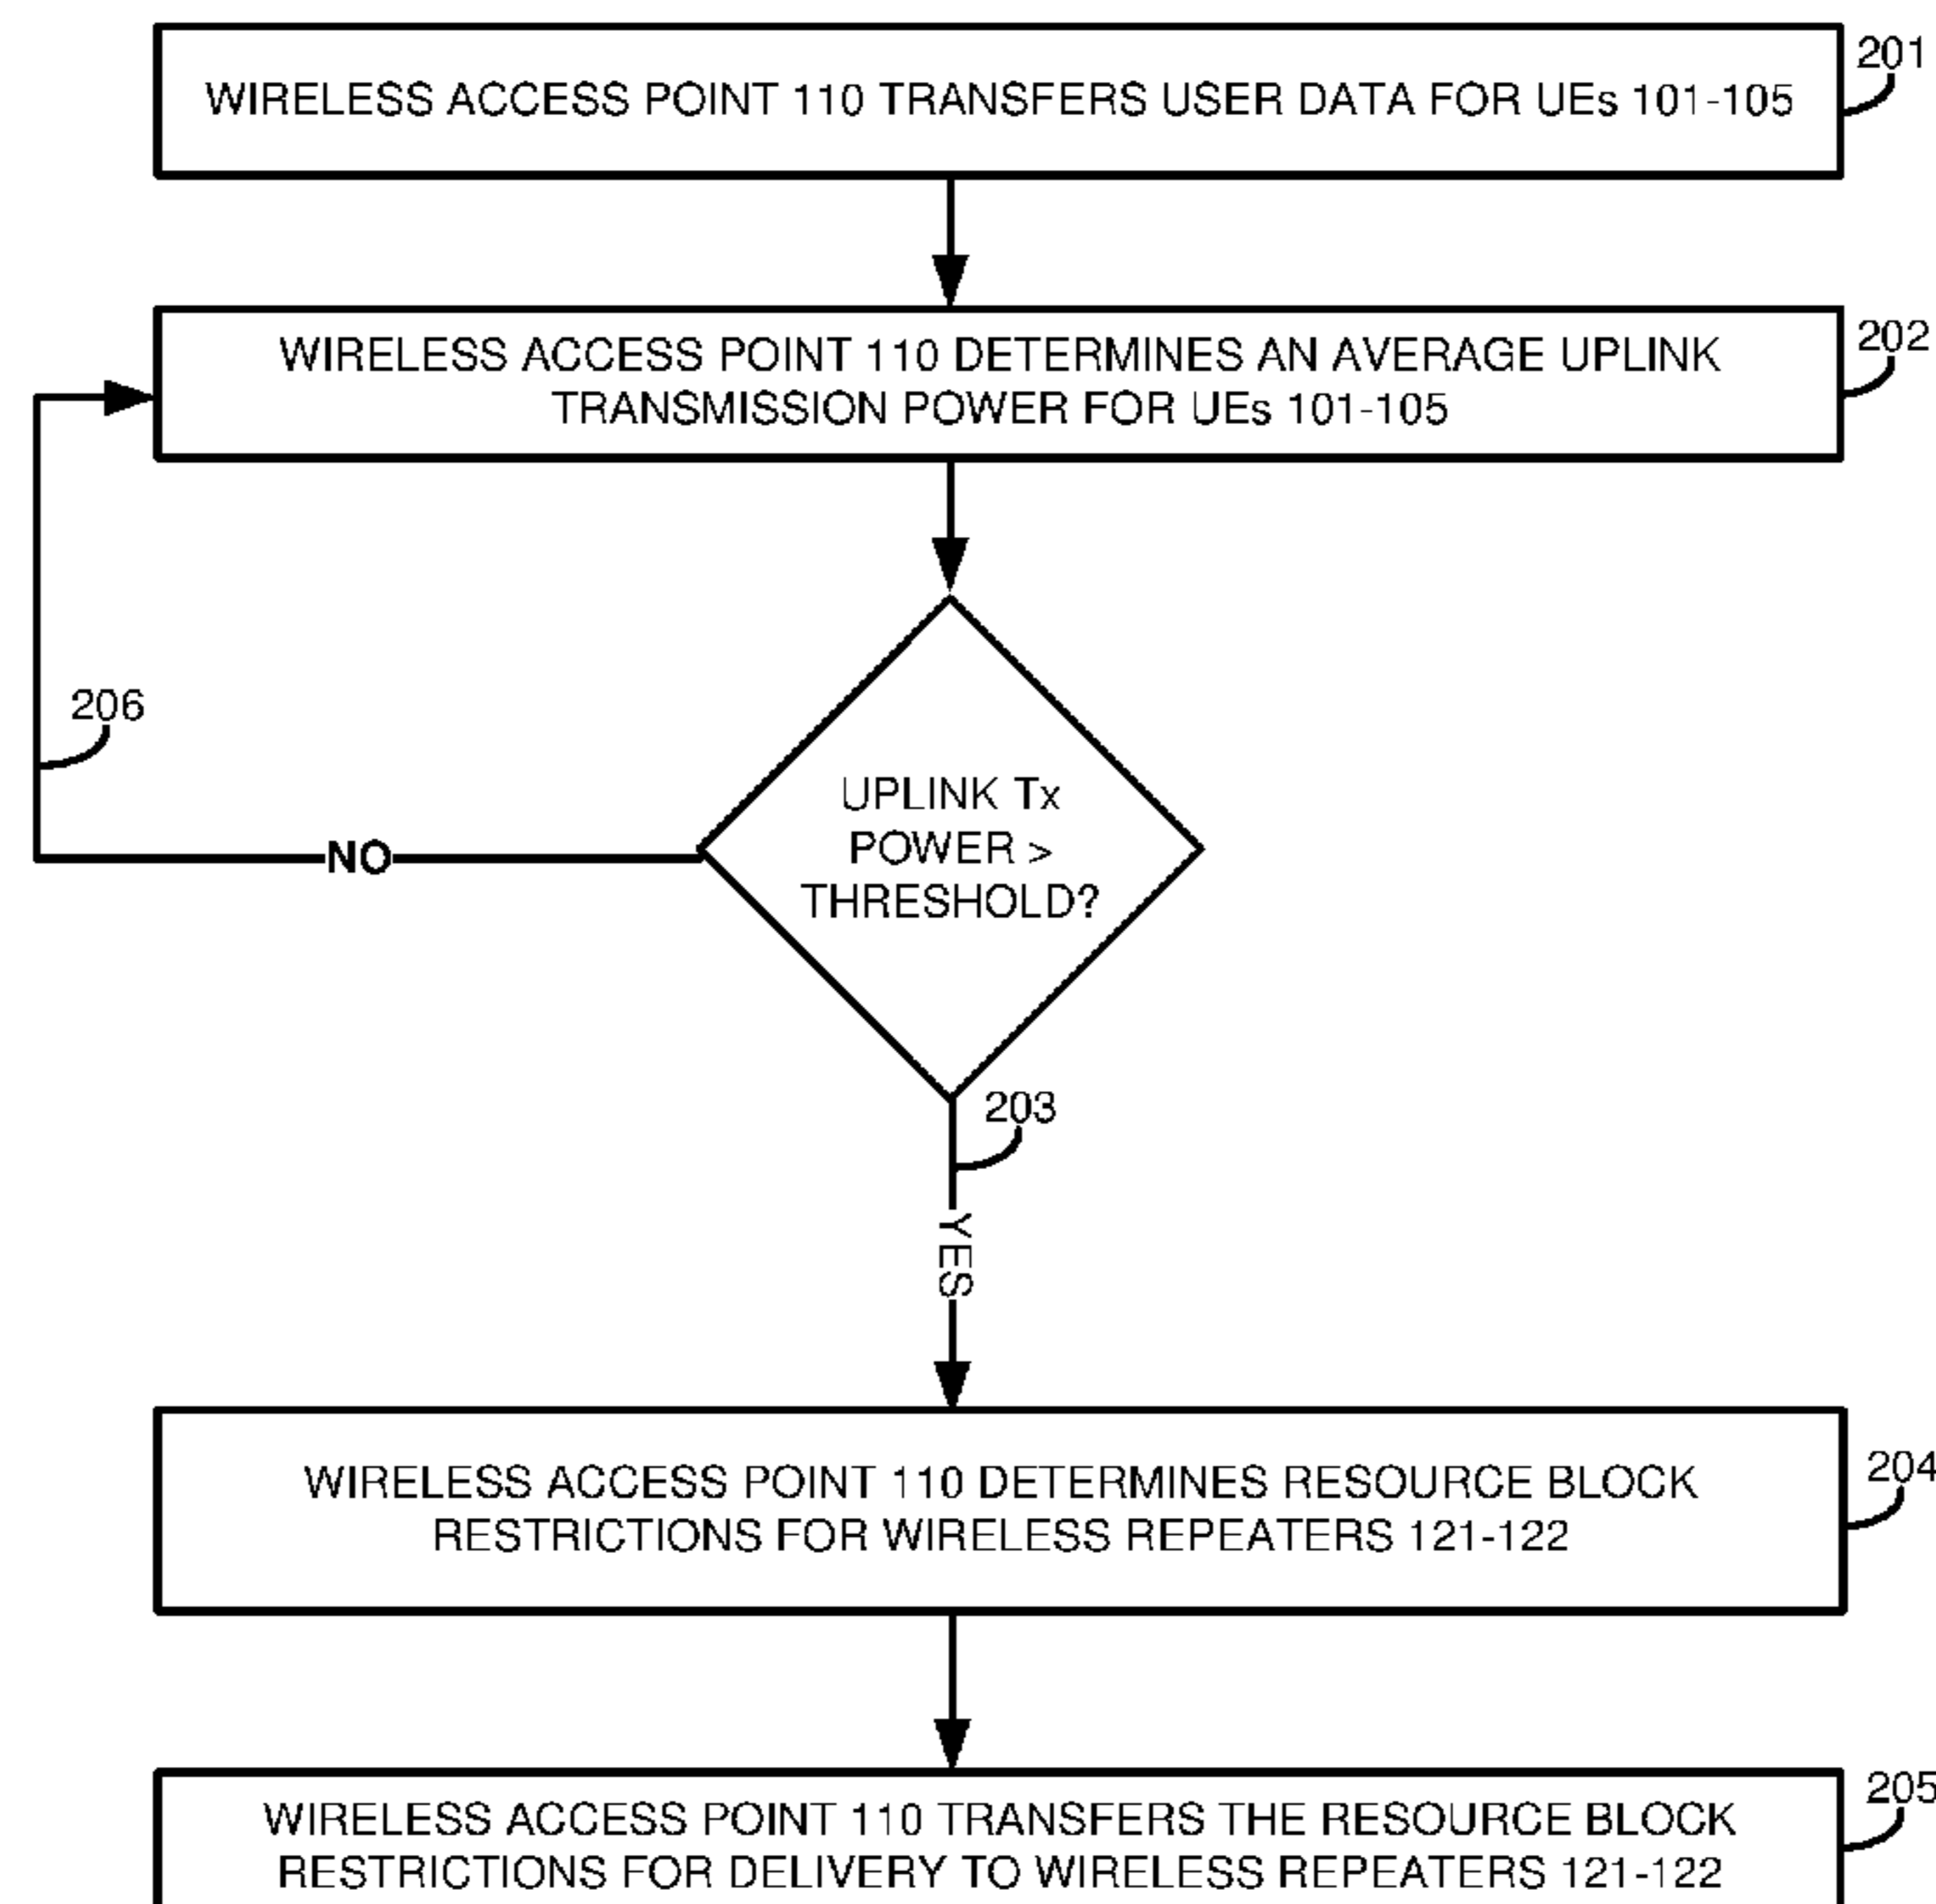 WIRELESS ACCESS POINT 110 TRANSFERS USER DATA FOR UEs 101-105
201
WIRELESS ACCESS POINT 110 DETERMINES AN AVERAGE UPLINK
TRANSMISSION POWER FOR UEs 101-105
202
206
UPLINK Tx
POWER >
THRESHOLD?
NO
203
YES
WIRELESS ACCESS POINT 110 DETERMINES RESOURCE BLOCK
RESTRICTIONS FOR WIRELESS REPEATERS 121-122
204
WIRELESS ACCESS POINT 110 TRANSFERS THE RESOURCE BLOCK
RESTRICTIONS FOR DELIVERY TO WIRELESS REPEATERS 121-122
205